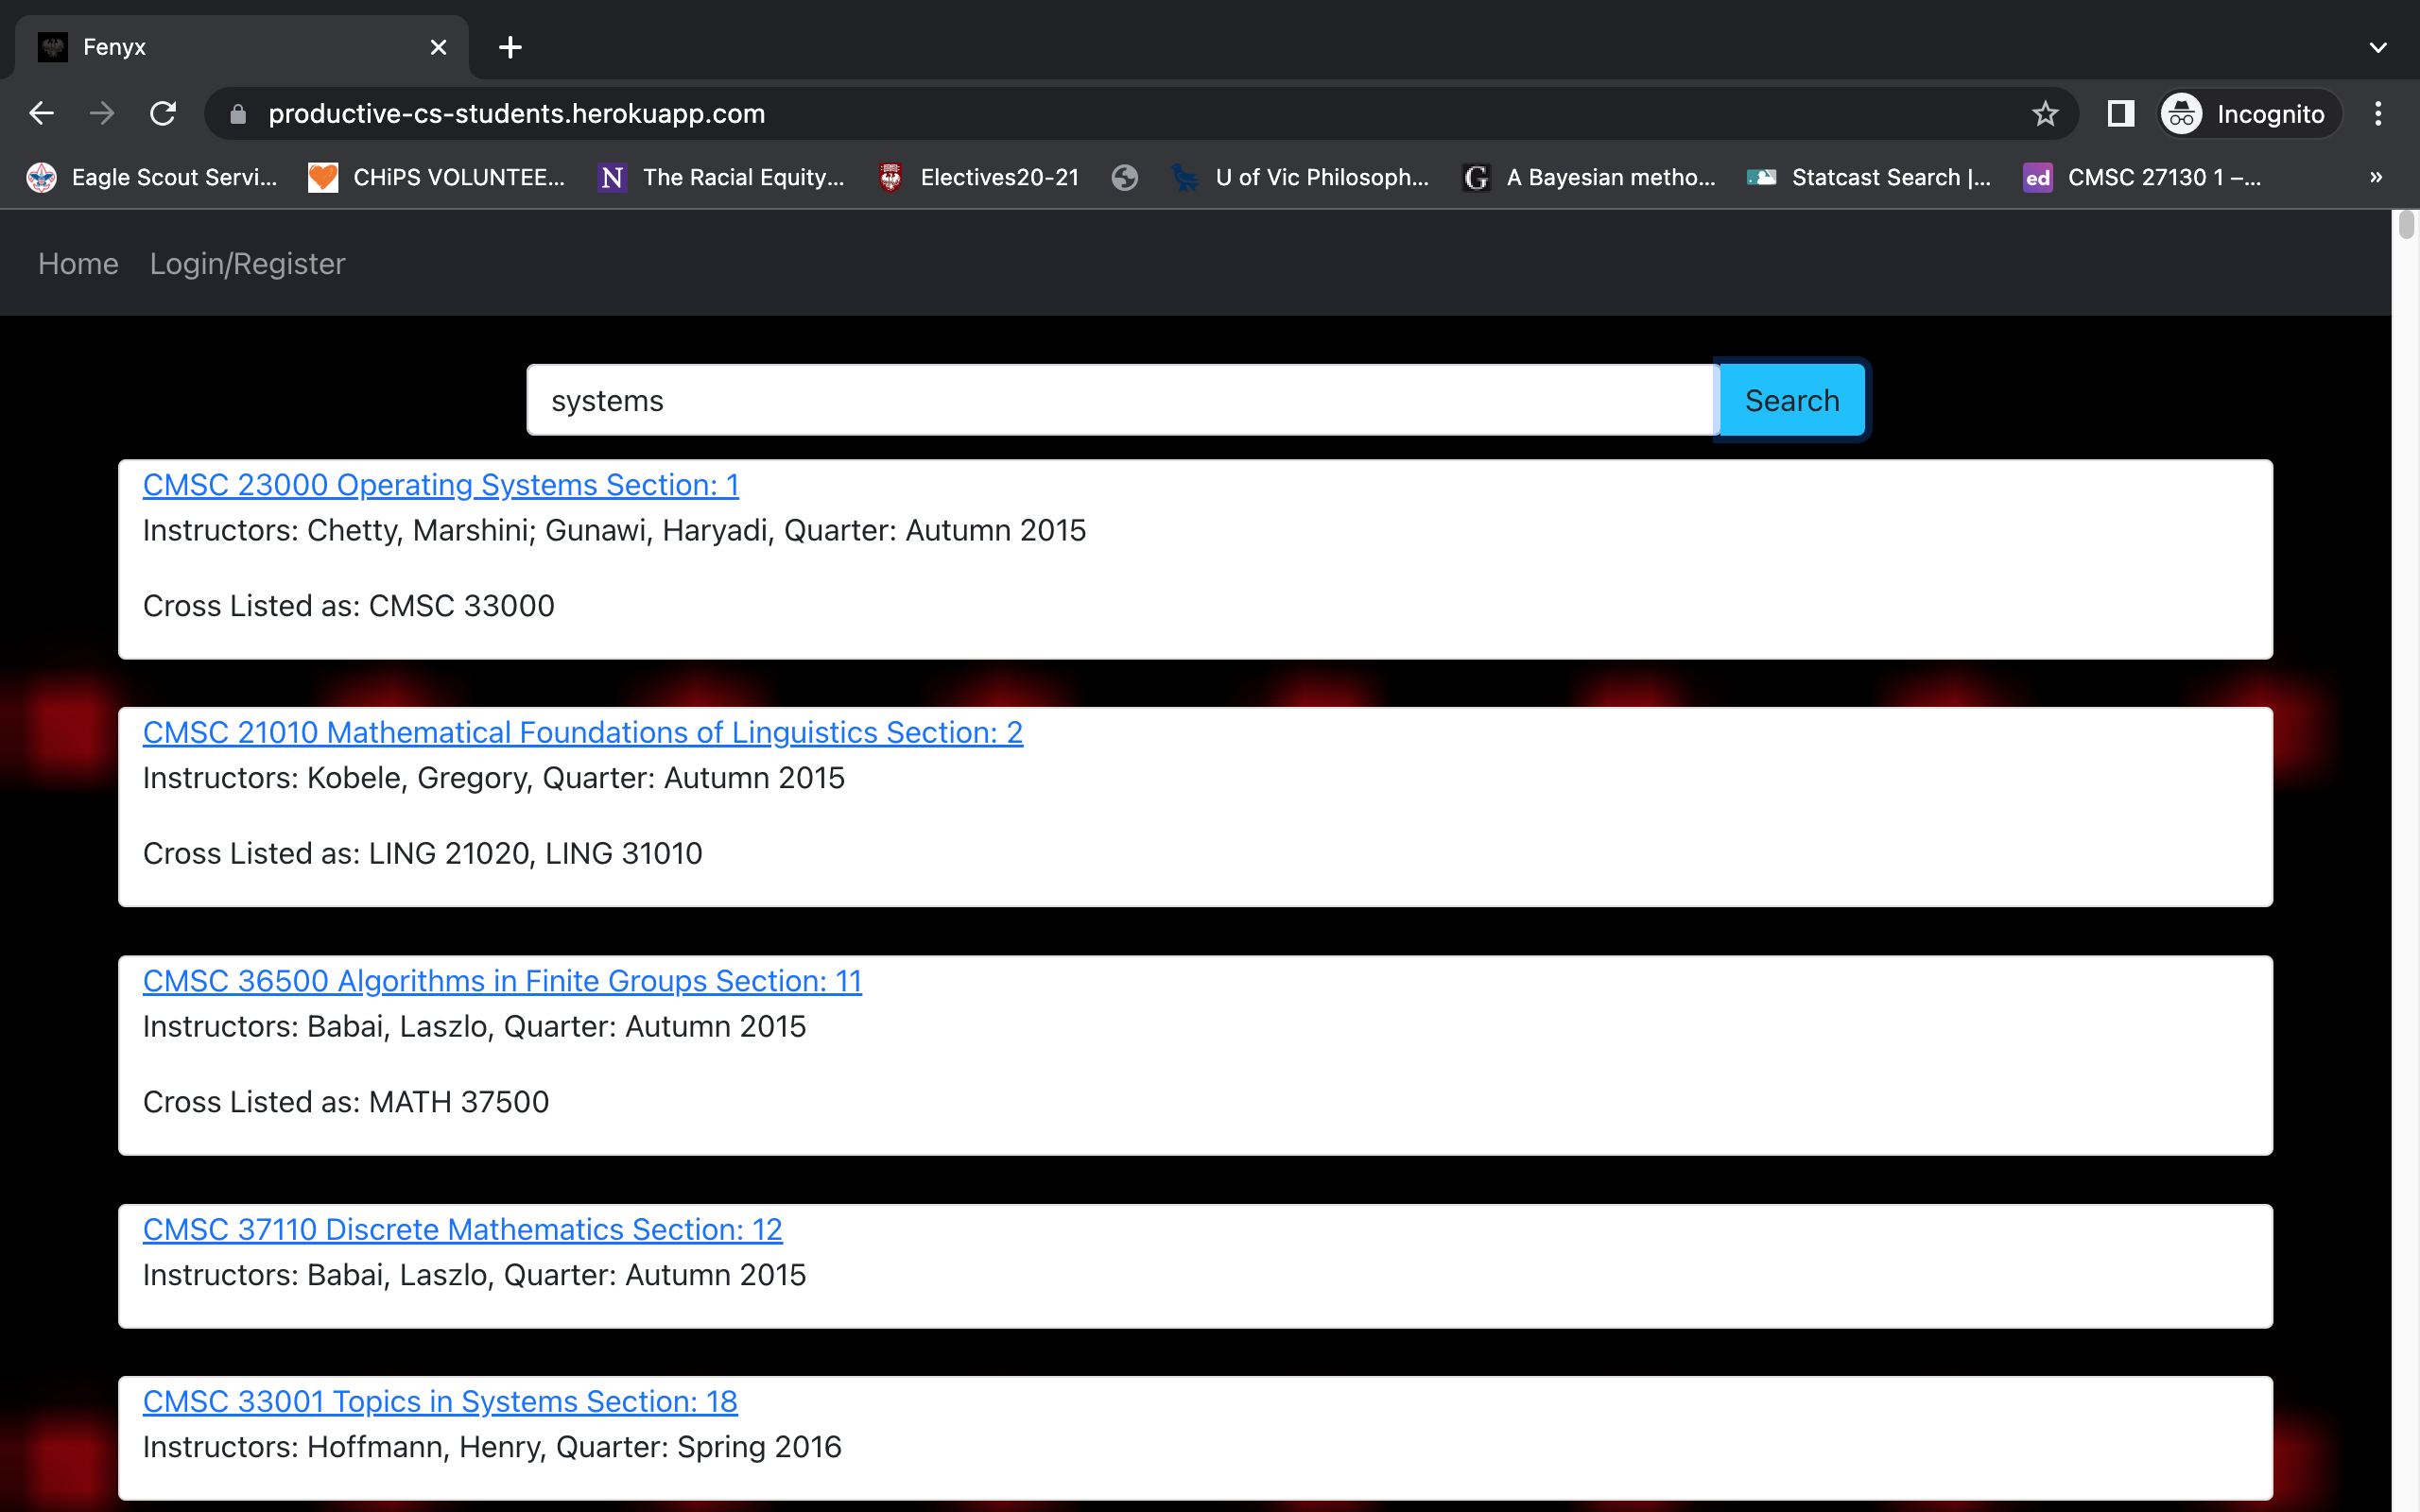 Fenyx
productive-cs-students.herokuapp.com
Incognito
Eagle Scout Servi... CHiPS VOLUNTEE... N The Racial Equity... Electives20-21 U of Vic Philosoph... G A Bayesian metho... Statcast Search |... ed CMSC 27130 1 –... »
Home Login/Register
systems Search
CMSC 23000 Operating Systems Section: 1
Instructors: Chetty, Marshini; Gunawi, Haryadi, Quarter: Autumn 2015
Cross Listed as: CMSC 33000
CMSC 21010 Mathematical Foundations of Linguistics Section: 2
Instructors: Kobele, Gregory, Quarter: Autumn 2015
Cross Listed as: LING 21020, LING 31010
CMSC 36500 Algorithms in Finite Groups Section: 11
Instructors: Babai, Laszlo, Quarter: Autumn 2015
Cross Listed as: MATH 37500
CMSC 37110 Discrete Mathematics Section: 12
Instructors: Babai, Laszlo, Quarter: Autumn 2015
CMSC 33001 Topics in Systems Section: 18
Instructors: Hoffmann, Henry, Quarter: Spring 2016